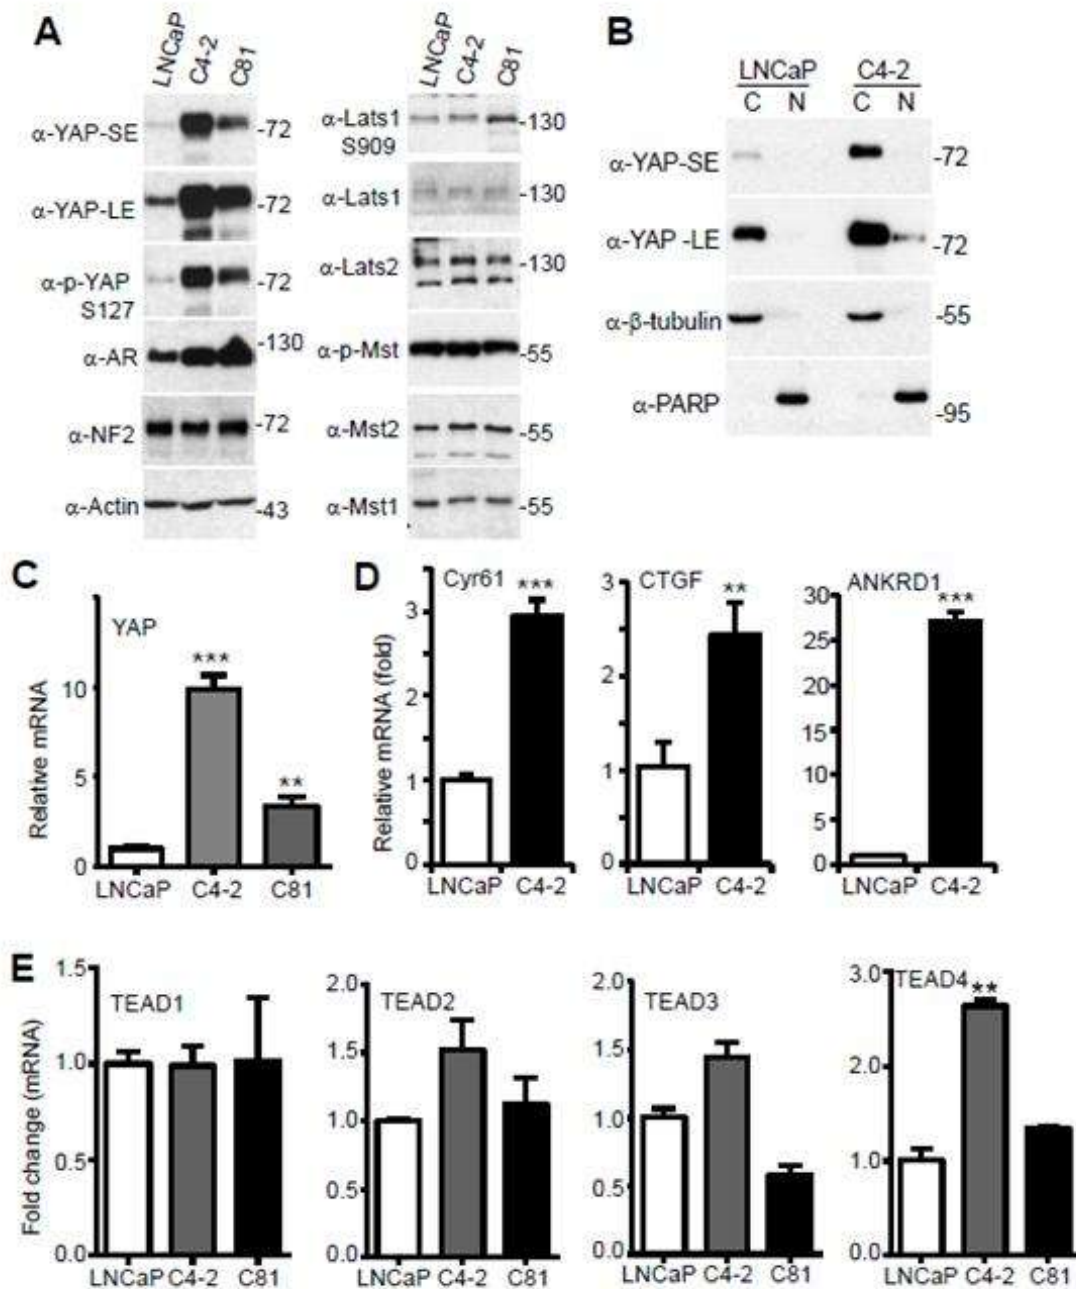 A
LNCaP C4-2 C81
α-YAP-SE -72
α-YAP-LE -72
α-p-YAP -72
S127
α-AR -130
α-NF2 -72
α-Actin -43
LNCaP C4-2 C81
α-Lats1 -130
S909
α-Lats1 -130
α-Lats2 -130
α-p-Mst -55
α-Mst2 -55
α-Mst1 -55
B
LNCaP C4-2
C N C N
α-YAP-SE -72
α-YAP -LE -72
α-β-tubulin -55
α-PARP -95
C
YAP
Relative mRNA
10
5
0
*** **
LNCaP C4-2 C81
D
Relative mRNA (fold)
Cyr61
***
3
2
1
0
LNCaP C4-2
CTGF
**
3
2
1
0
LNCaP C4-2
ANKRD1
***
30
25
20
15
10
5
0
LNCaP C4-2
E
Fold change (mRNA)
TEAD1
1.5
1.0
0.5
0.0
LNCaP C4-2 C81
TEAD2
2.0
1.5
1.0
0.5
0.0
LNCaP C4-2 C81
TEAD3
2.0
1.5
1.0
0.5
0.0
LNCaP C4-2 C81
TEAD4
**
3.0
2.0
1.0
0.0
LNCaP C4-2 C81